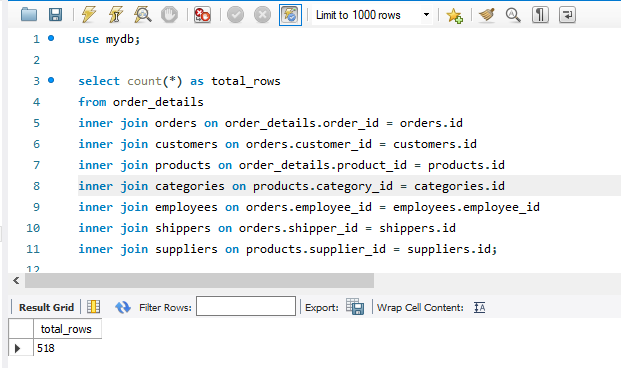 Limit to 1000 rows
1 use mydb;
2
3 select count(*) as total_rows
4 from order_details
5 inner join orders on order_details.order_id = orders.id
6 inner join customers on orders.customer_id = customers.id
7 inner join products on order_details.product_id = products.id
8 inner join categories on products.category_id = categories.id
9 inner join employees on orders.employee_id = employees.employee_id
10 inner join shippers on orders.shipper_id = shippers.id
11 inner join suppliers on products.supplier_id = suppliers.id;
12
Result Grid Filter Rows: Export: Wrap Cell Content: IA
total_rows
518